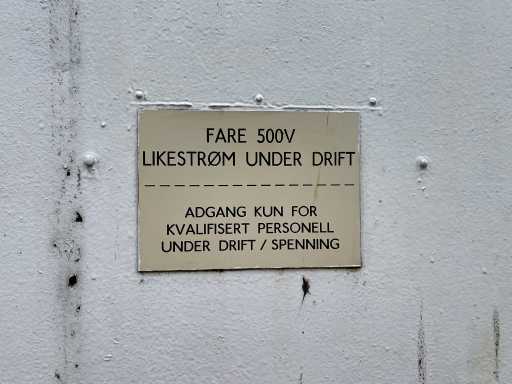 FARE 500V
LIKESTRØM UNDER DRIFT
ADGANG KUN FOR
KVALIFISERT PERSONELL
UNDER DRIFT / SPENNING